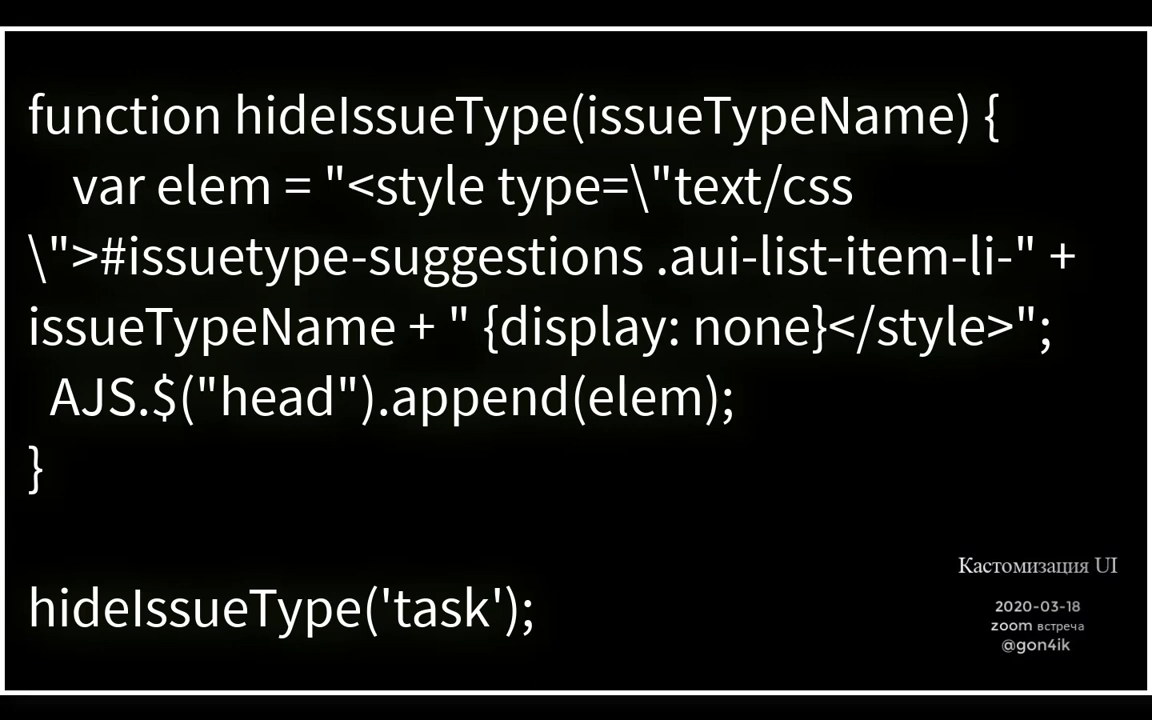 function hideIssueType(issueTypeName) {
var elem = "<style type=\"text/css
\">#issuetype-suggestions .aui-list-item-li-" +
issueTypeName + " {display: none}</style>";
AJS.$("head").append(elem);
}
hideIssueType('task');
Кастомизация UI
2020-03-18
zoom встреча
@gon4ik